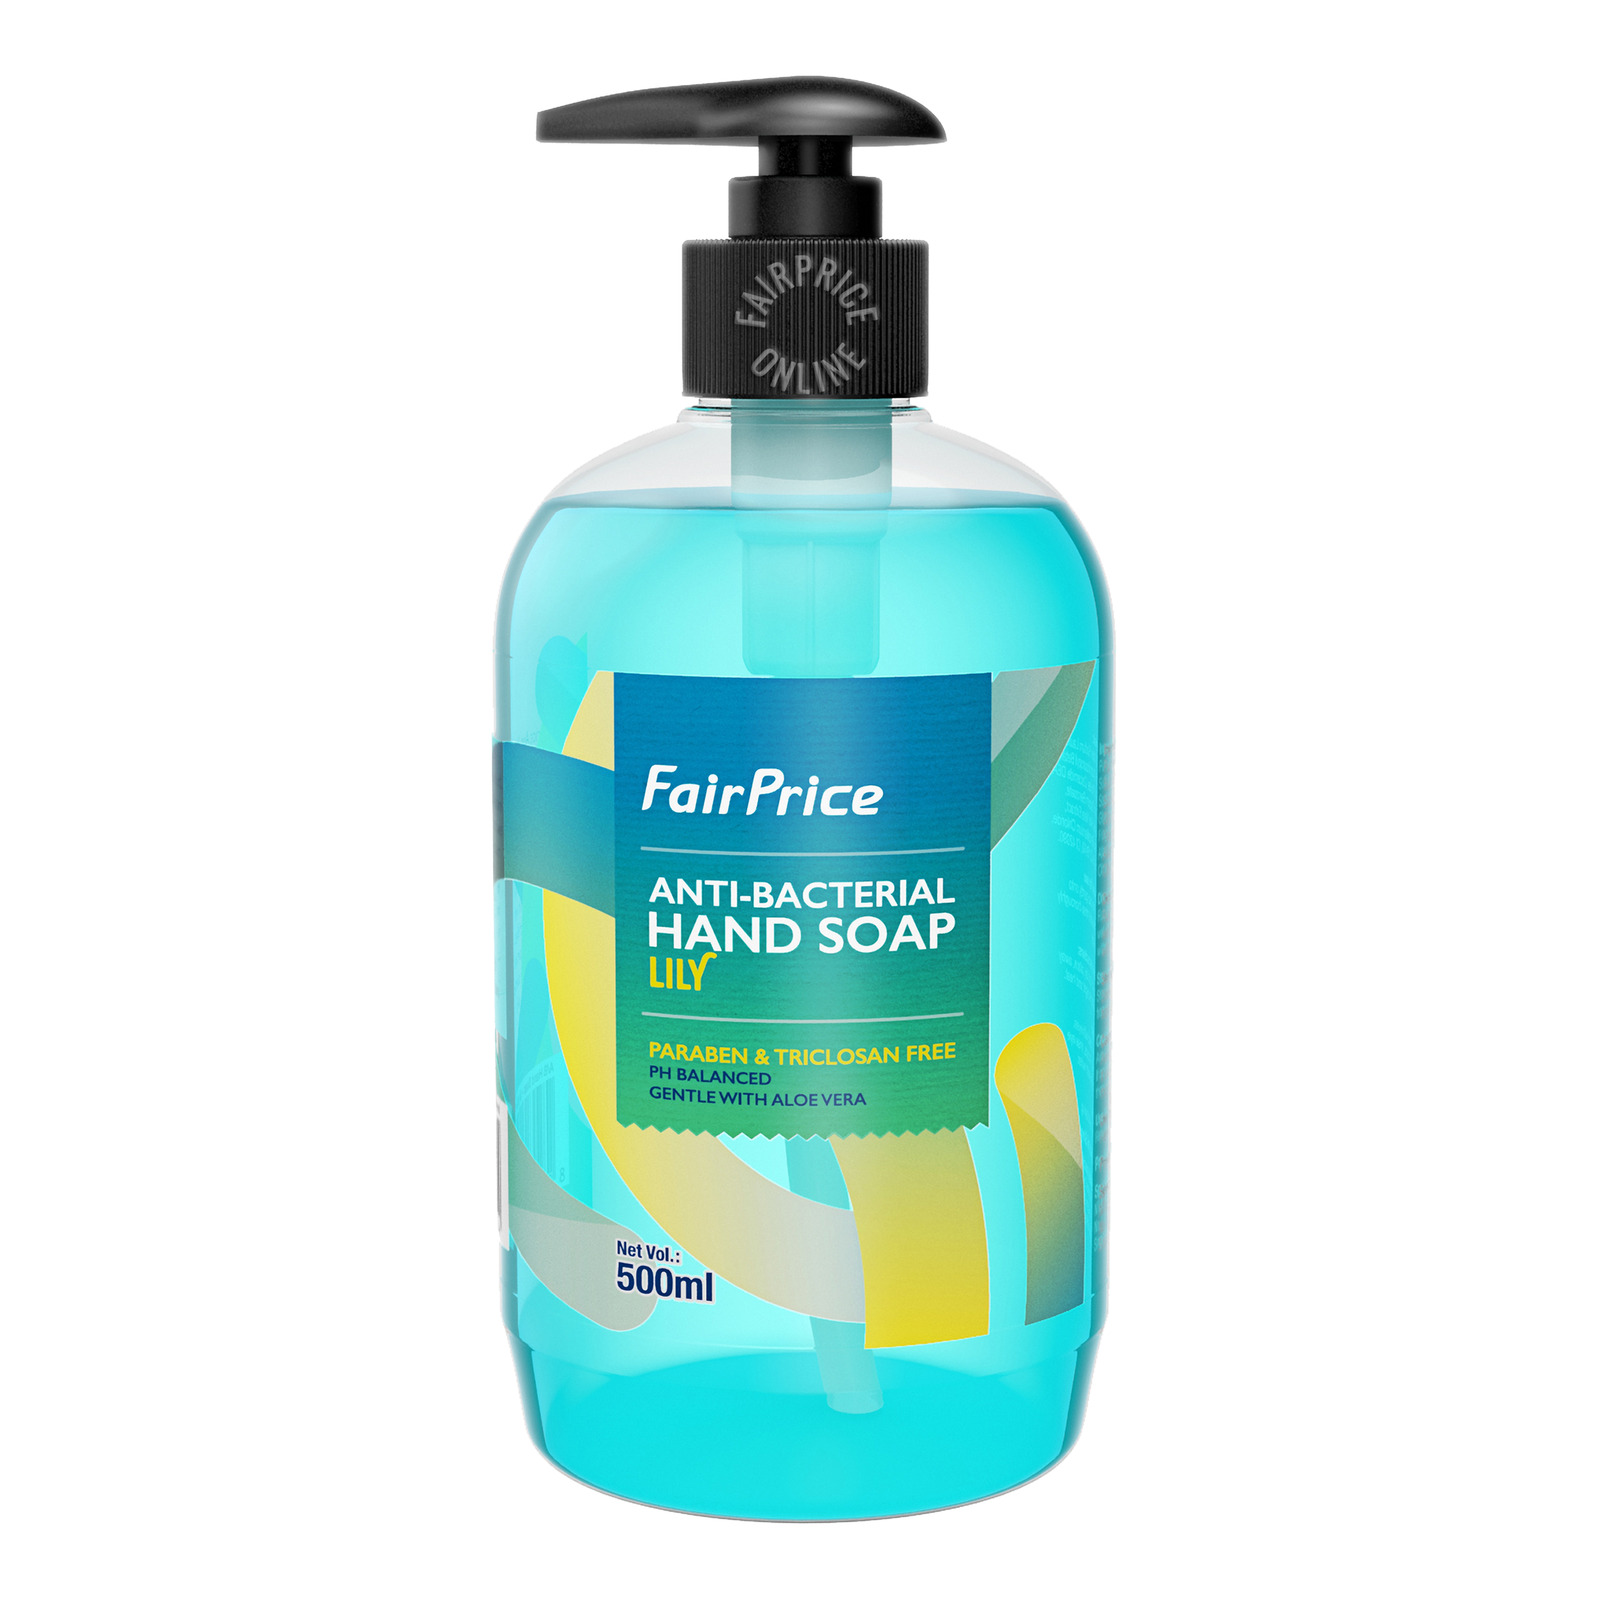 FAIRPRICE
ONLINE
FairPrice
ANTI-BACTERIAL
HAND SOAP
LILY
PARABEN & TRICLOSAN FREE
PH BALANCED
GENTLE WITH ALOE VERA
Net Vol.:
500ml